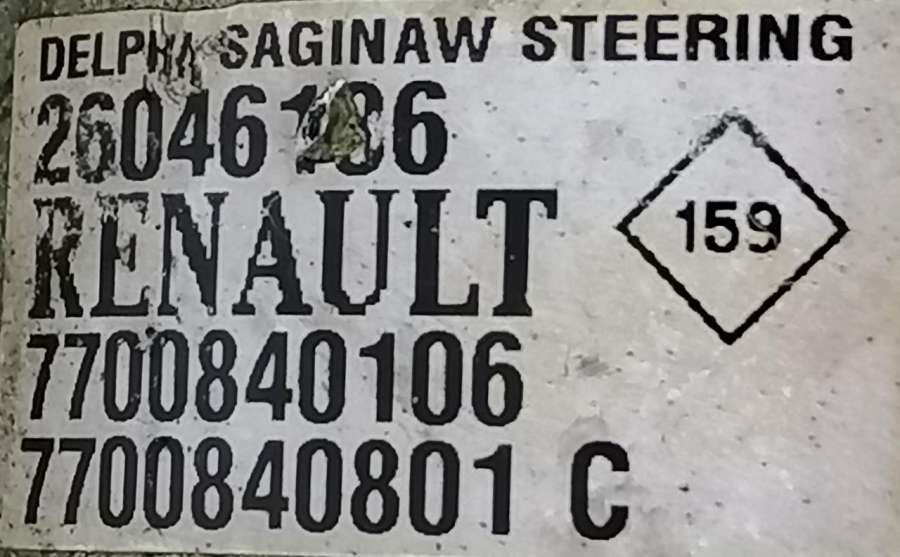 DELPHI SAGINAW STEERING
RENAULT
159
7700840106
7700840801 C